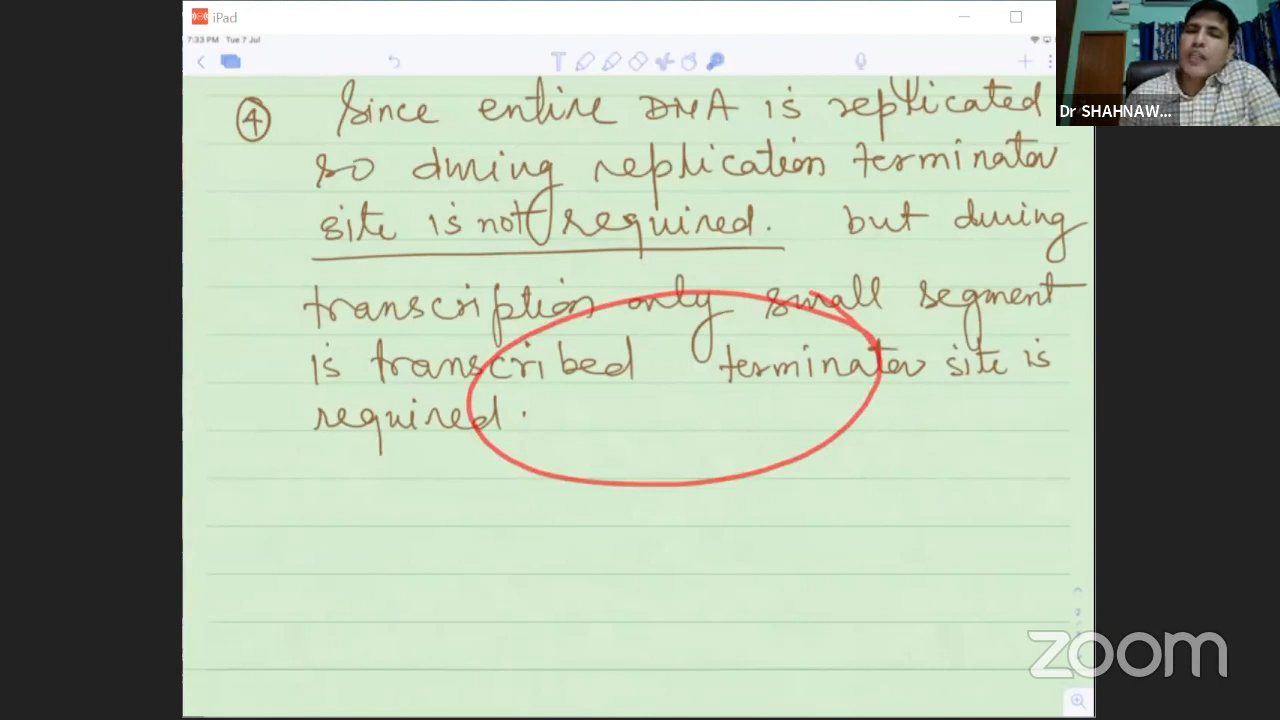 iPad
7:33 PM Tue 7 Jul
Dr SHAHNAW...
④ Since entire DNA is replicated
so during replication terminator
site is not required. but during
transcription only small segment
is transcribed terminator site is
required.
zoom